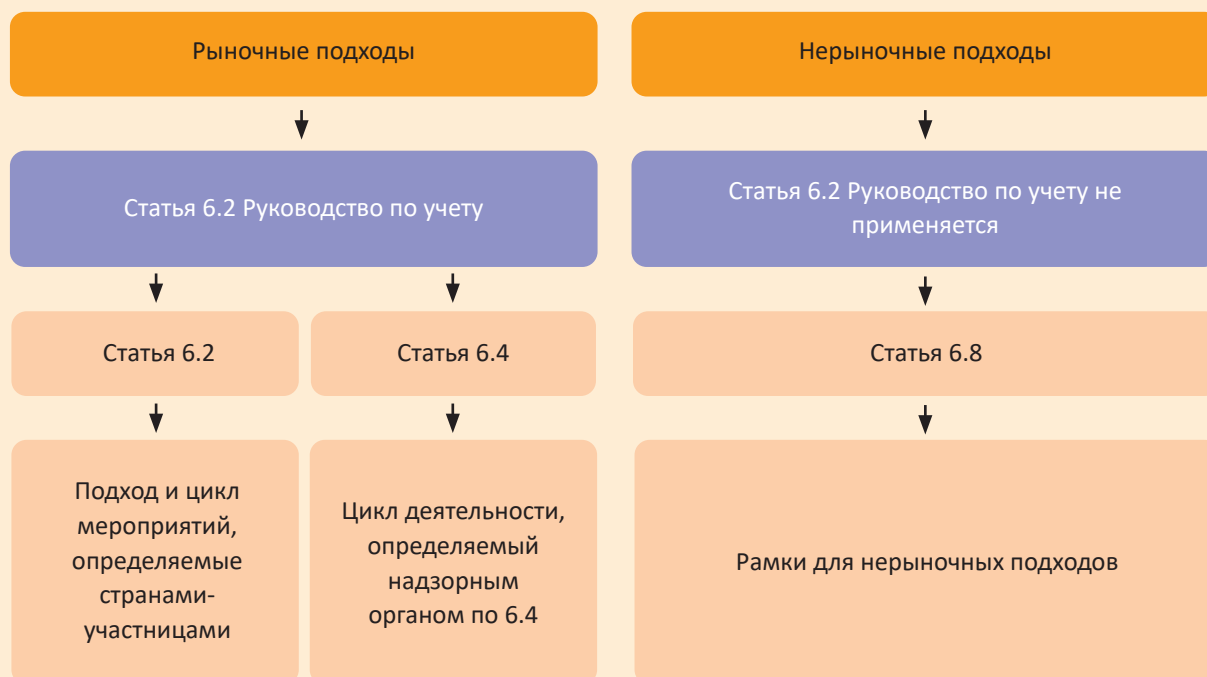 Рыночные подходы
Нерыночные подходы
Статья 6.2 Руководство по учету
Статья 6.2 Руководство по учету не
применяется
Статья 6.2
Статья 6.4
Статья 6.8
Подход и цикл
мероприятий,
определяемые
странами-
участницами
Цикл деятельности,
определяемый
надзорным
органом по 6.4
Рамки для нерыночных подходов